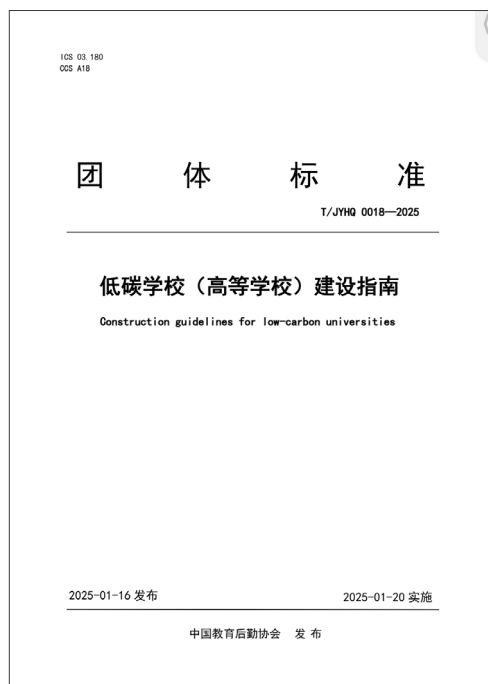 ICS 03.180
CCS A18
团 体 标 准
T/JYHQ 0018—2025
低碳学校（高等学校）建设指南
Construction guidelines for low-carbon universities
2025-01-16 发布
2025-01-20 实施
中国教育后勤协会 发 布